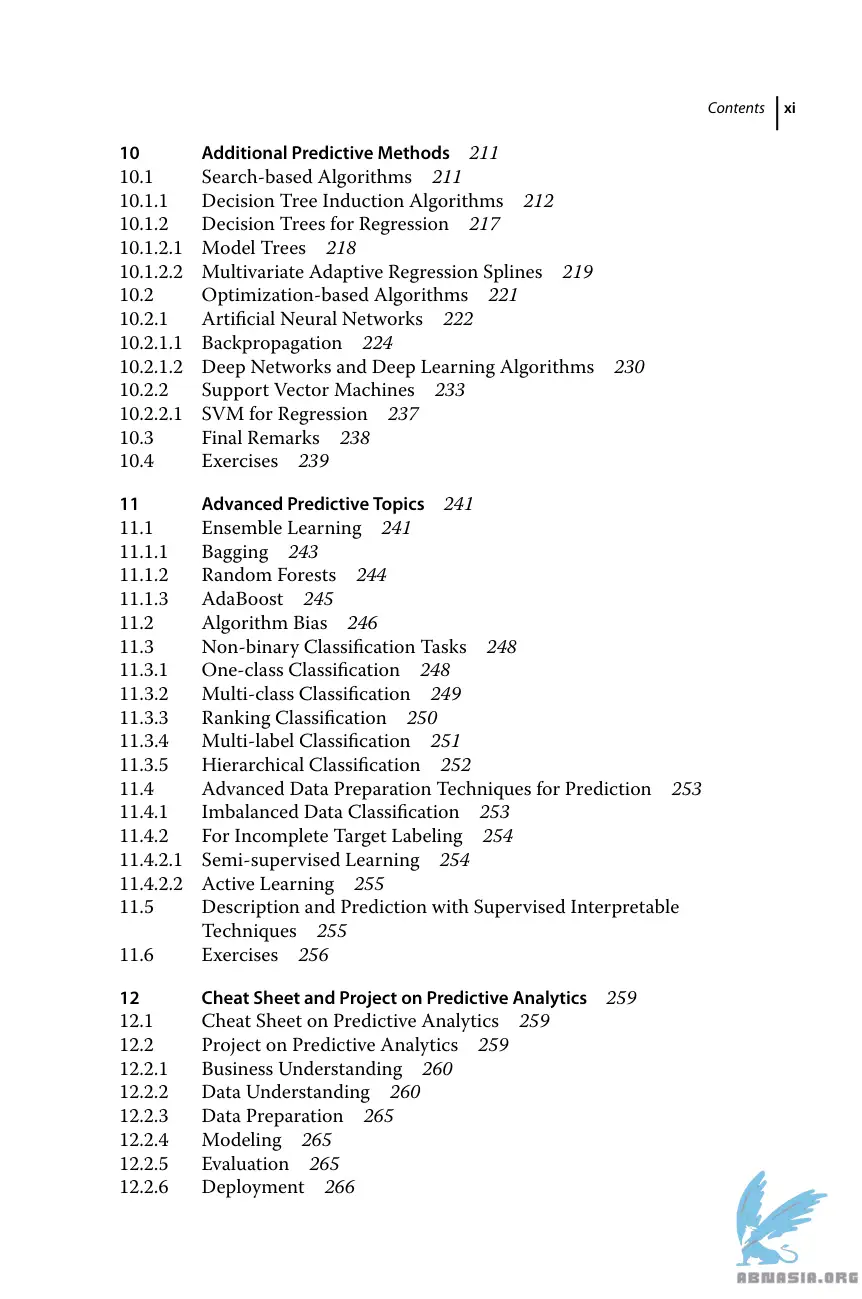 Contents xi
10 Additional Predictive Methods 211
10.1 Search-based Algorithms 211
10.1.1 Decision Tree Induction Algorithms 212
10.1.2 Decision Trees for Regression 217
10.1.2.1 Model Trees 218
10.1.2.2 Multivariate Adaptive Regression Splines 219
10.2 Optimization-based Algorithms 221
10.2.1 Artificial Neural Networks 222
10.2.1.1 Backpropagation 224
10.2.1.2 Deep Networks and Deep Learning Algorithms 230
10.2.2 Support Vector Machines 233
10.2.2.1 SVM for Regression 237
10.3 Final Remarks 238
10.4 Exercises 239
11 Advanced Predictive Topics 241
11.1 Ensemble Learning 241
11.1.1 Bagging 243
11.1.2 Random Forests 244
11.1.3 AdaBoost 245
11.2 Algorithm Bias 246
11.3 Non-binary Classification Tasks 248
11.3.1 One-class Classification 248
11.3.2 Multi-class Classification 249
11.3.3 Ranking Classification 250
11.3.4 Multi-label Classification 251
11.3.5 Hierarchical Classification 252
11.4 Advanced Data Preparation Techniques for Prediction 253
11.4.1 Imbalanced Data Classification 253
11.4.2 For Incomplete Target Labeling 254
11.4.2.1 Semi-supervised Learning 254
11.4.2.2 Active Learning 255
11.5 Description and Prediction with Supervised Interpretable
Techniques 255
11.6 Exercises 256
12 Cheat Sheet and Project on Predictive Analytics 259
12.1 Cheat Sheet on Predictive Analytics 259
12.2 Project on Predictive Analytics 259
12.2.1 Business Understanding 260
12.2.2 Data Understanding 260
12.2.3 Data Preparation 265
12.2.4 Modeling 265
12.2.5 Evaluation 265
12.2.6 Deployment 266
ABNASIA.ORG